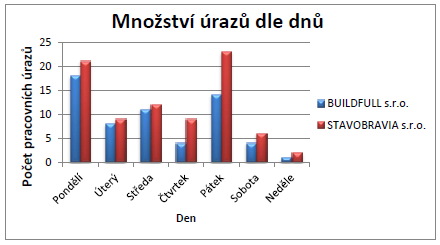 Množství úrazů dle dnů
Počet pracovních úrazů
25
20
15
10
5
0
Pondělí
Úterý
Středa
Čtvrtek
Pátek
Sobota
Neděle
Den
BUILDFULL s.r.o.
STAVOBRAVIA s.r.o.